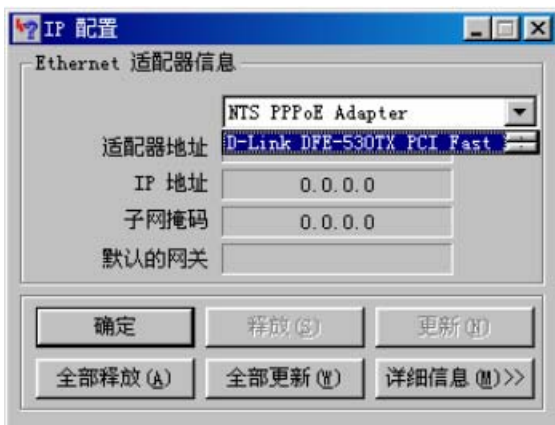 IP 配置
Ethernet 适配器信息
NTS PPPoE Adapter
适配器地址 D-Link DFE-530TX PCI Fast
IP 地址 0.0.0.0
子网掩码 0.0.0.0
默认的网关
确定 释放(S) 更新(N)
全部释放(A) 全部更新(W) 详细信息(M)>>